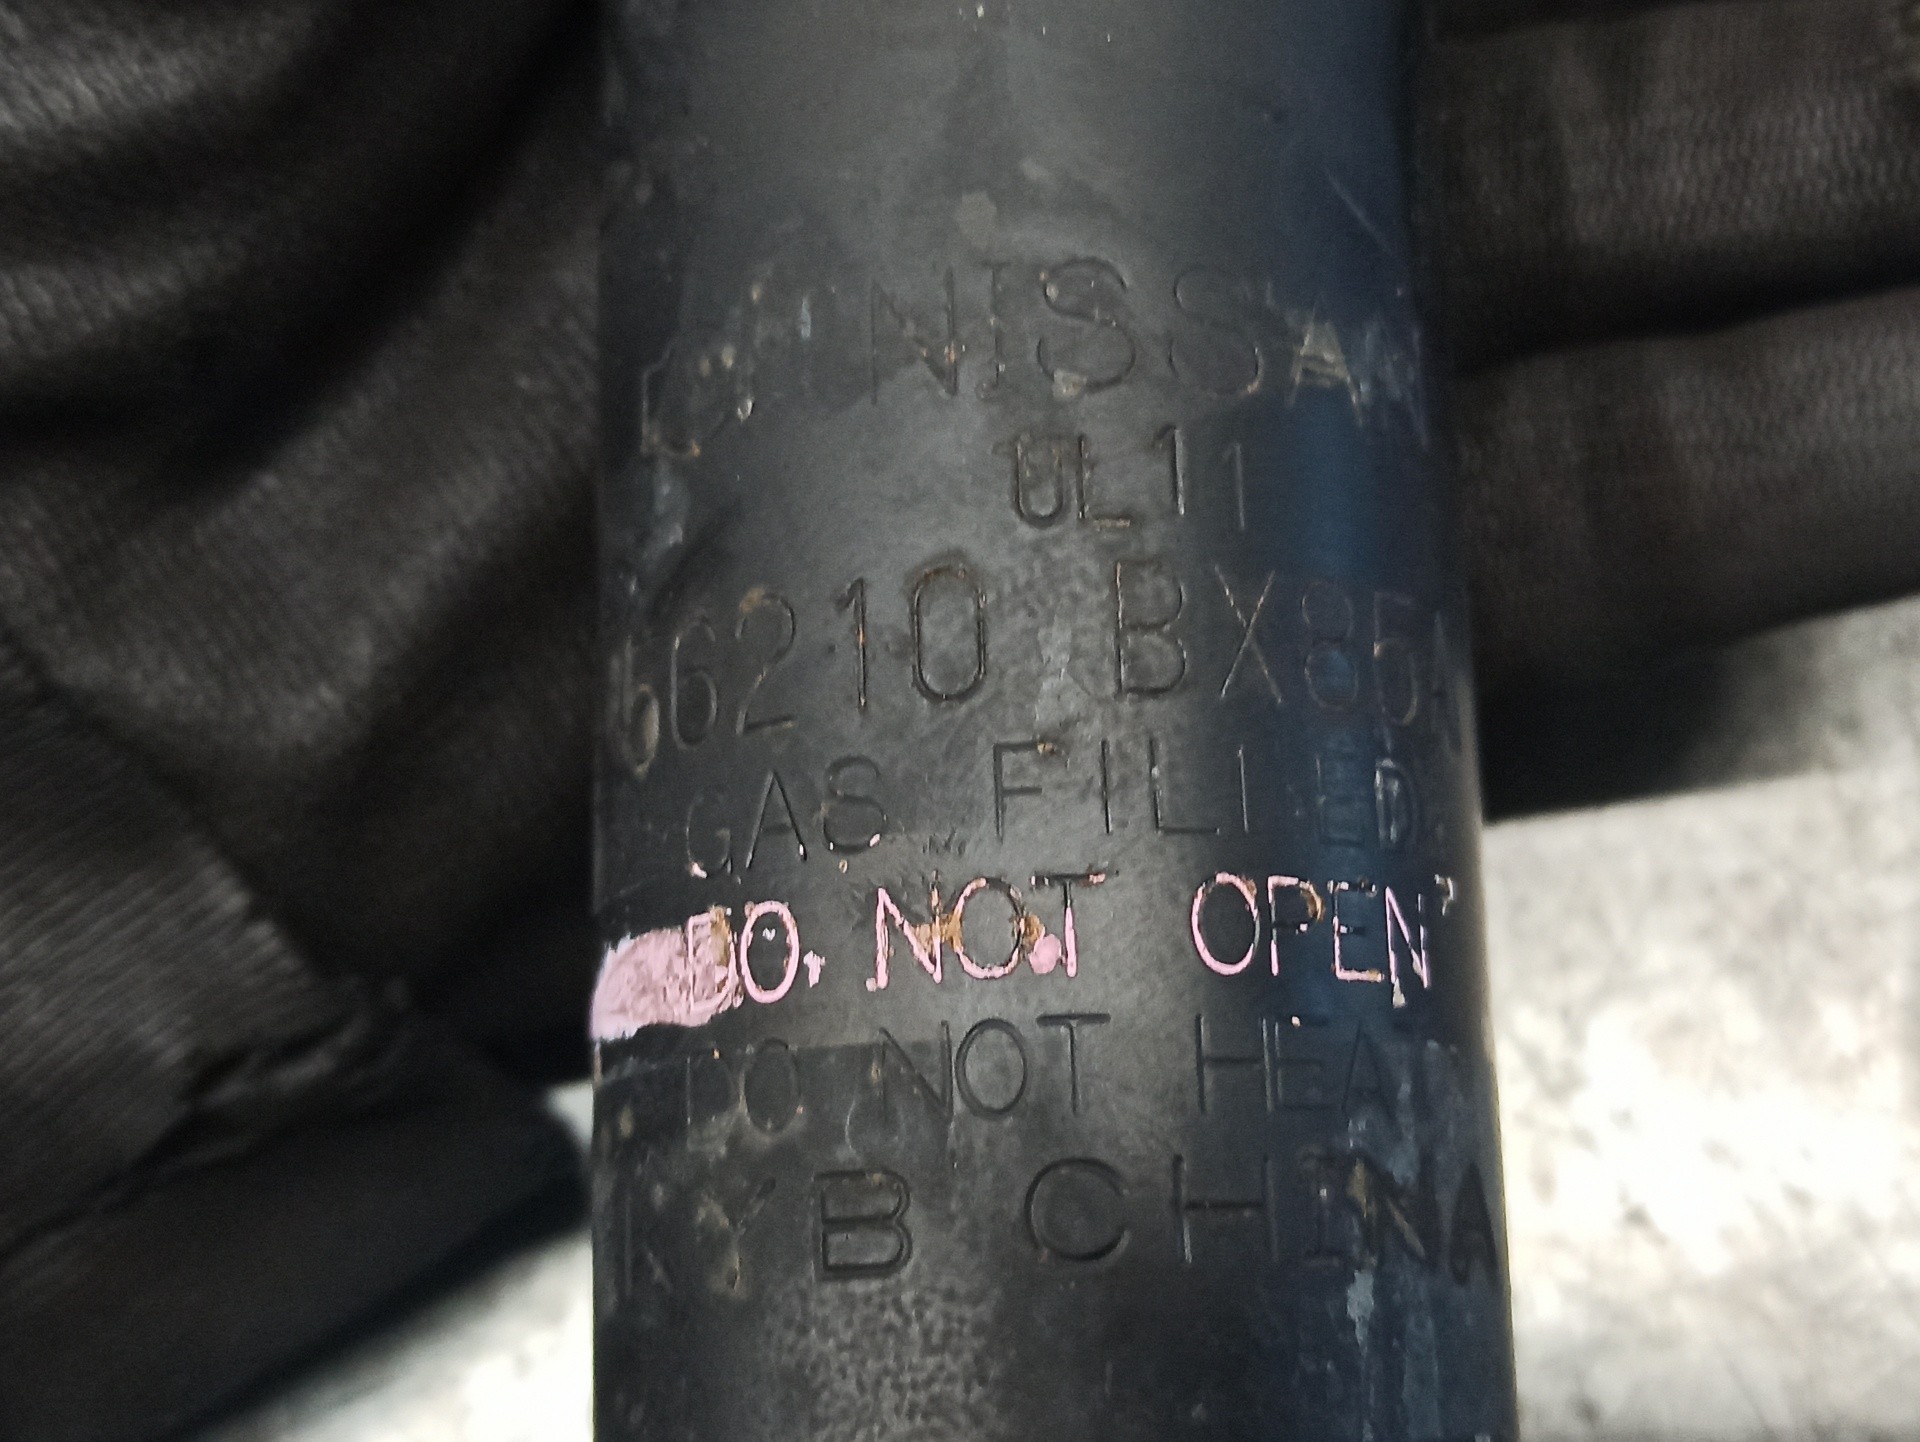 NISSAN
UL11
56210 BX85A
GAS FILLED
DO NOT OPEN
DO NOT HEAT
KYB CHINA